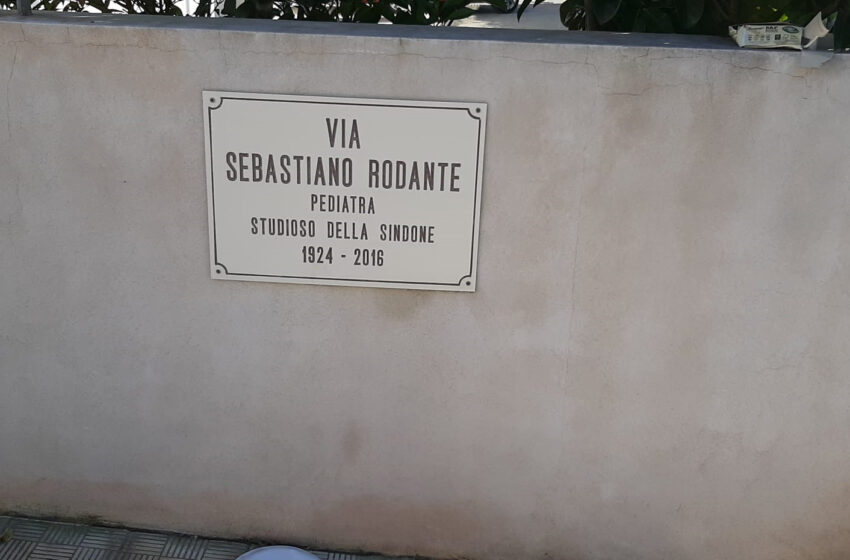 VIA
SEBASTIANO RODANTE
PEDIATRA
STUDIOSO DELLA SINDONE
1924 - 2016